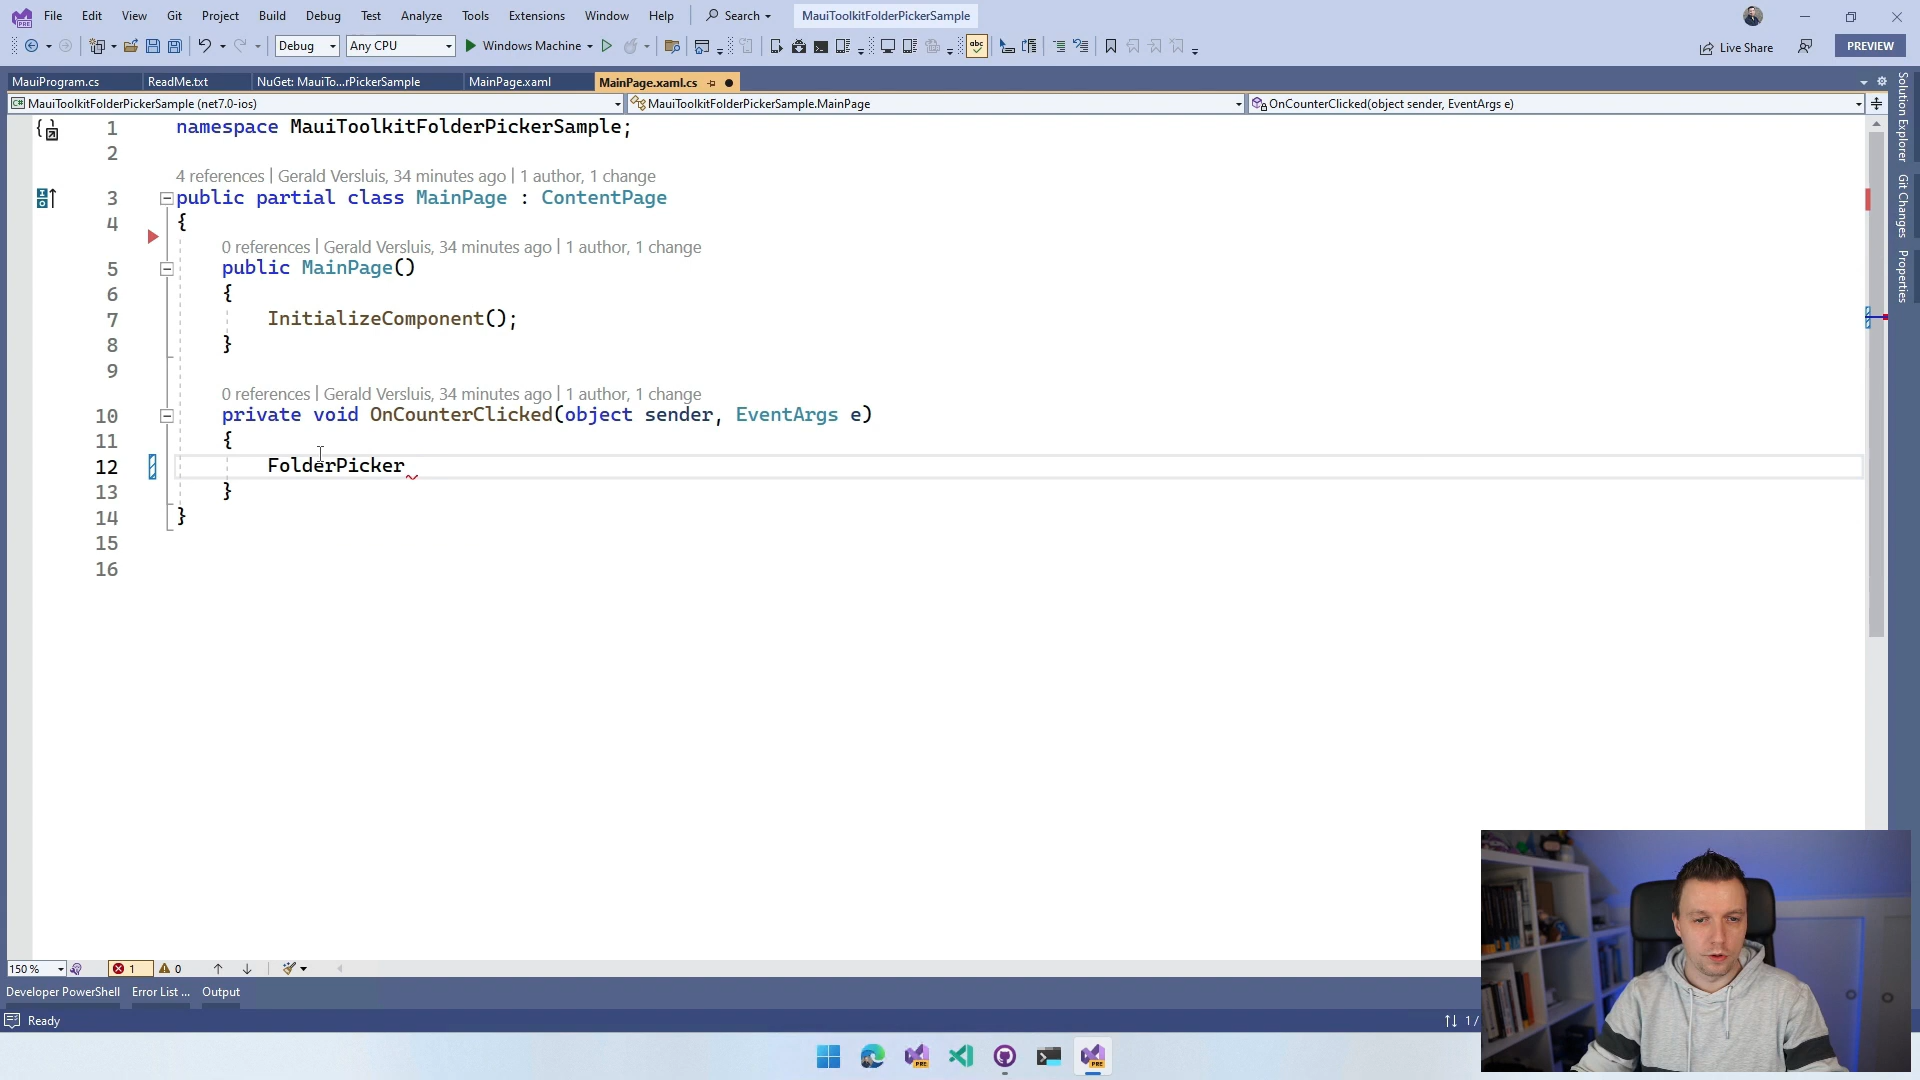 File Edit View Git Project Build Debug Test Analyze Tools Extensions Window Help Search MauiToolkitFolderPickerSample
Debug Any CPU Windows Machine Live Share PREVIEW
MauiProgram.cs ReadMe.txt NuGet: MauiTo...rPickerSample MainPage.xaml MainPage.xaml.cs
MauiToolkitFolderPickerSample (net7.0-ios) MauiToolkitFolderPickerSample.MainPage OnCounterClicked(object sender, EventArgs e)
1 namespace MauiToolkitFolderPickerSample;
2
4 references | Gerald Versluis, 34 minutes ago | 1 author, 1 change
3 public partial class MainPage : ContentPage
4 {
0 references | Gerald Versluis, 34 minutes ago | 1 author, 1 change
5 public MainPage()
6 {
7 InitializeComponent();
8 }
9
0 references | Gerald Versluis, 34 minutes ago | 1 author, 1 change
10 private void OnCounterClicked(object sender, EventArgs e)
11 {
12 FolderPicker
13 }
14 }
15
16
Solution Explorer
Git Changes
Properties
150 % 1 0
Developer PowerShell Error List ... Output
Ready 1 /